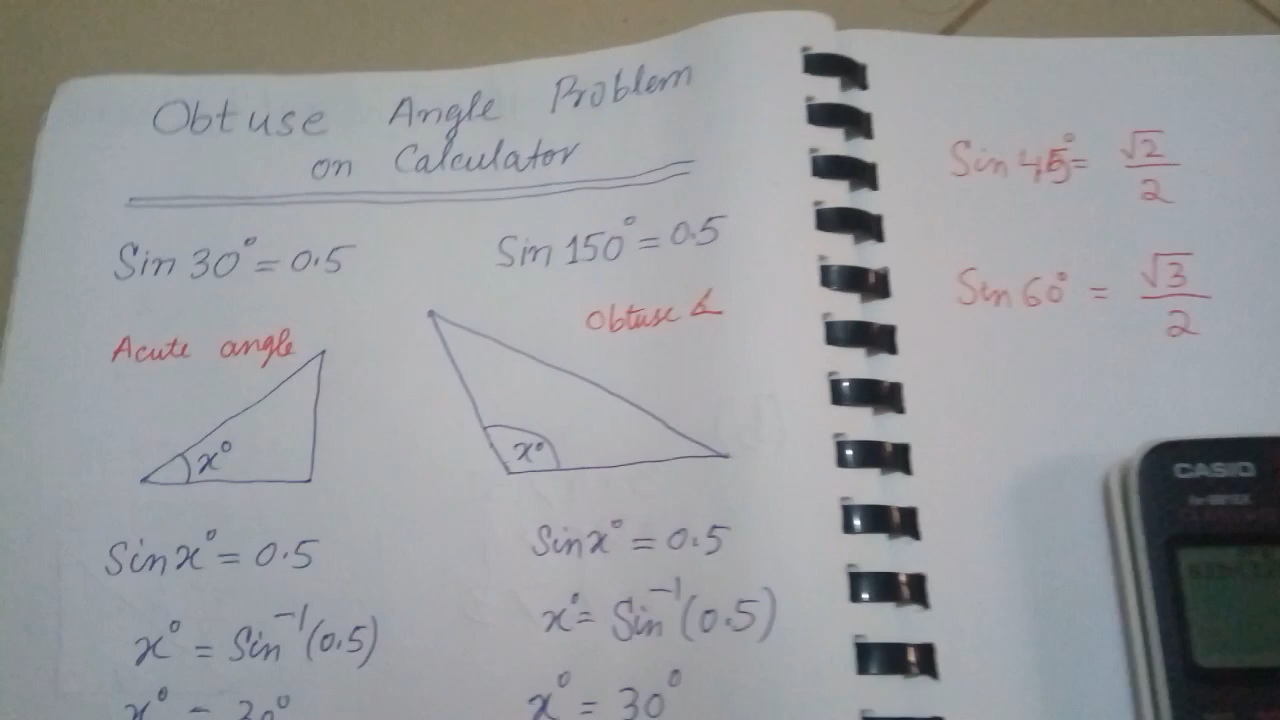 Obtuse Angle Problem
on Calculator
Sin 30° = 0.5
Sin 150° = 0.5
Acute angle
Obtuse ∠
x°
x°
Sin x° = 0.5
x° = Sin⁻¹(0.5)
x° = 30°
Sin x° = 0.5
x° = Sin⁻¹(0.5)
x° = 30°
Sin 45° = √2/2
Sin 60° = √3/2
CASIO